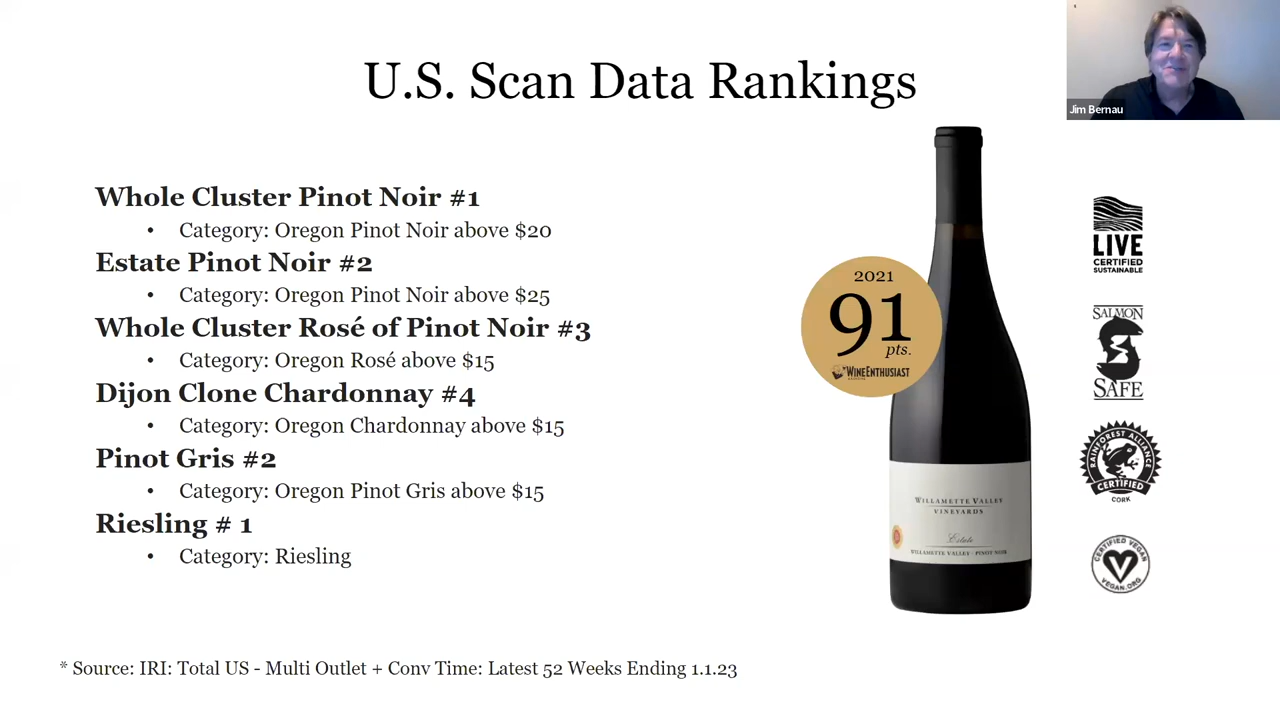 U.S. Scan Data Rankings
Jim Bernau
Whole Cluster Pinot Noir #1
• Category: Oregon Pinot Noir above $20
Estate Pinot Noir #2
• Category: Oregon Pinot Noir above $25
Whole Cluster Rosé of Pinot Noir #3
• Category: Oregon Rosé above $15
Dijon Clone Chardonnay #4
• Category: Oregon Chardonnay above $15
Pinot Gris #2
• Category: Oregon Pinot Gris above $15
Riesling # 1
• Category: Riesling
2021
91
pts.
WINEENTHUSIAST
WILLAMETTE VALLEY
VINEYARDS
Estate
WILLAMETTE VALLEY · PINOT NOIR
LIVE
CERTIFIED
SUSTAINABLE
SALMON
SAFE
RAINFOREST ALLIANCE
CERTIFIED
CORK
CERTIFIED VEGAN
VEGAN.ORG
* Source: IRI: Total US - Multi Outlet + Conv Time: Latest 52 Weeks Ending 1.1.23